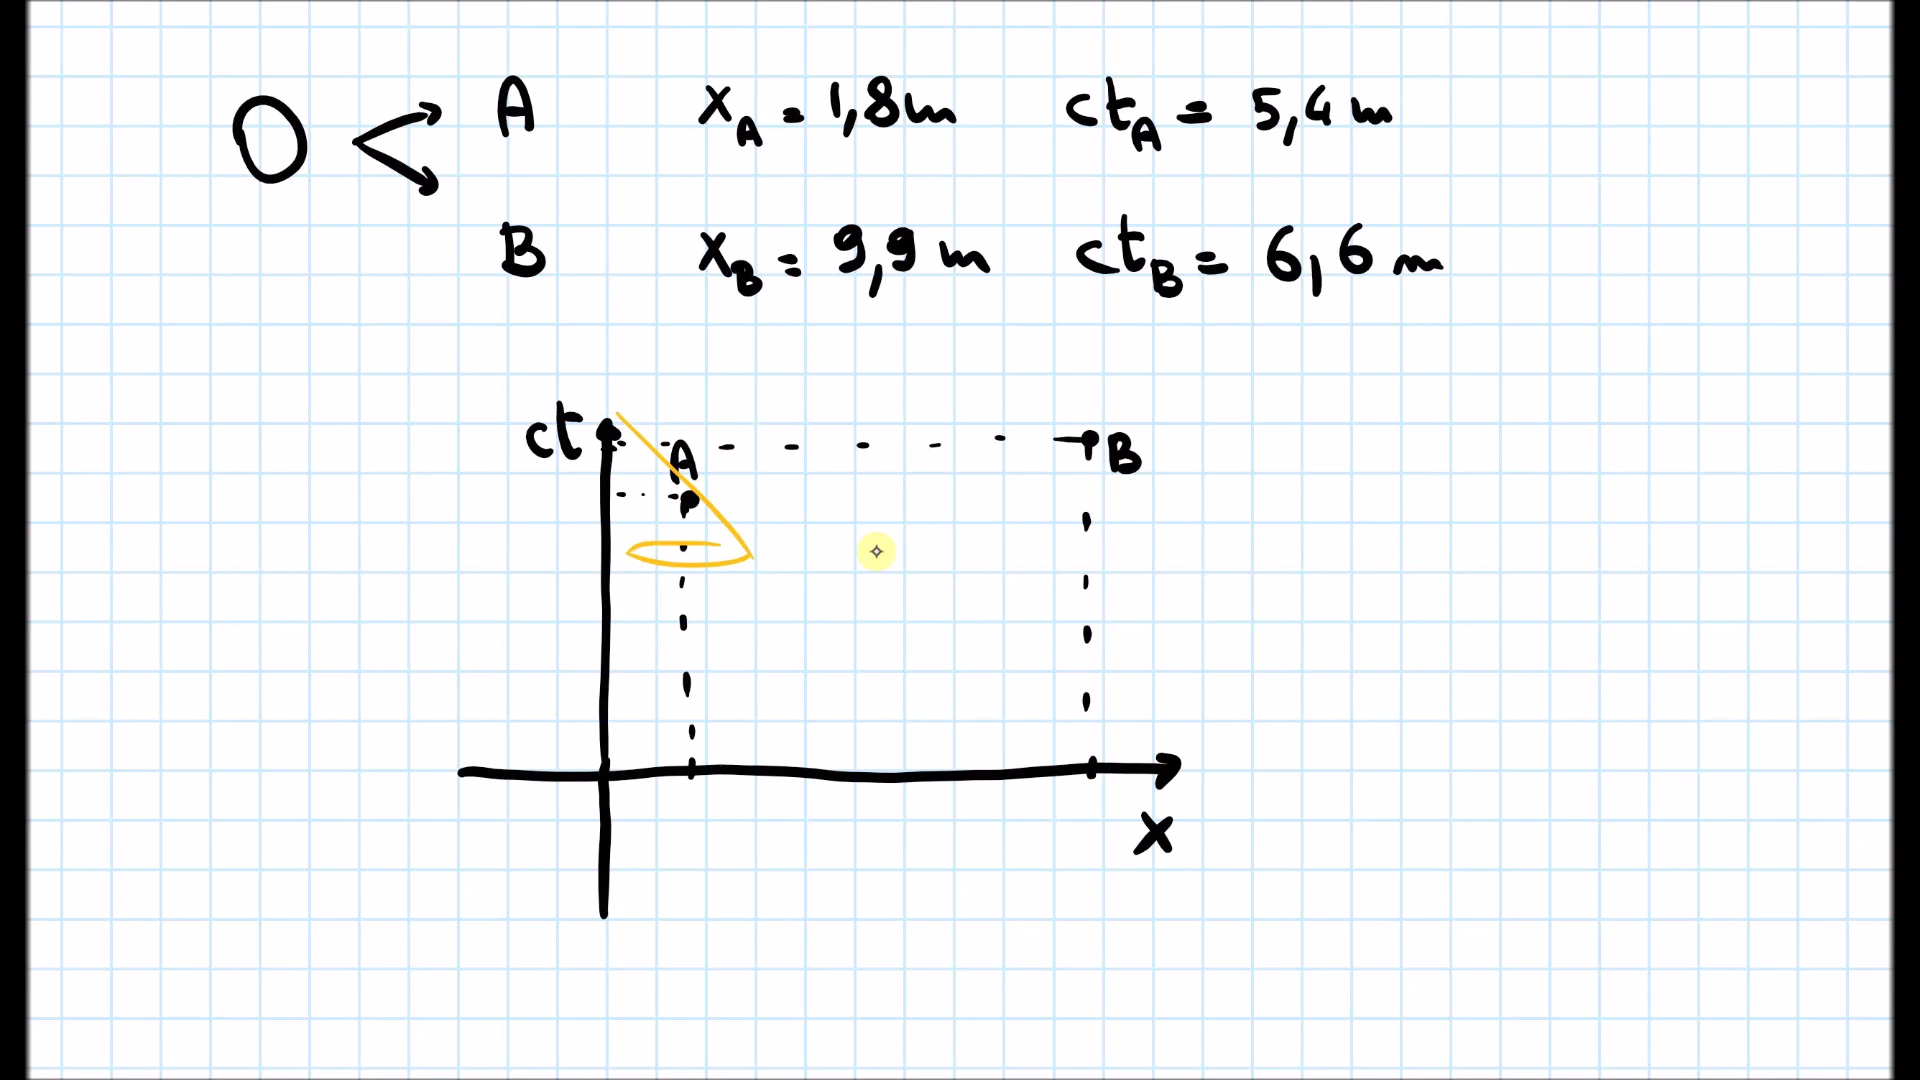 O A x_A = 1,8 m ct_A = 5,4 m
B x_B = 9,9 m ct_B = 6,6 m
ct
A
B
x